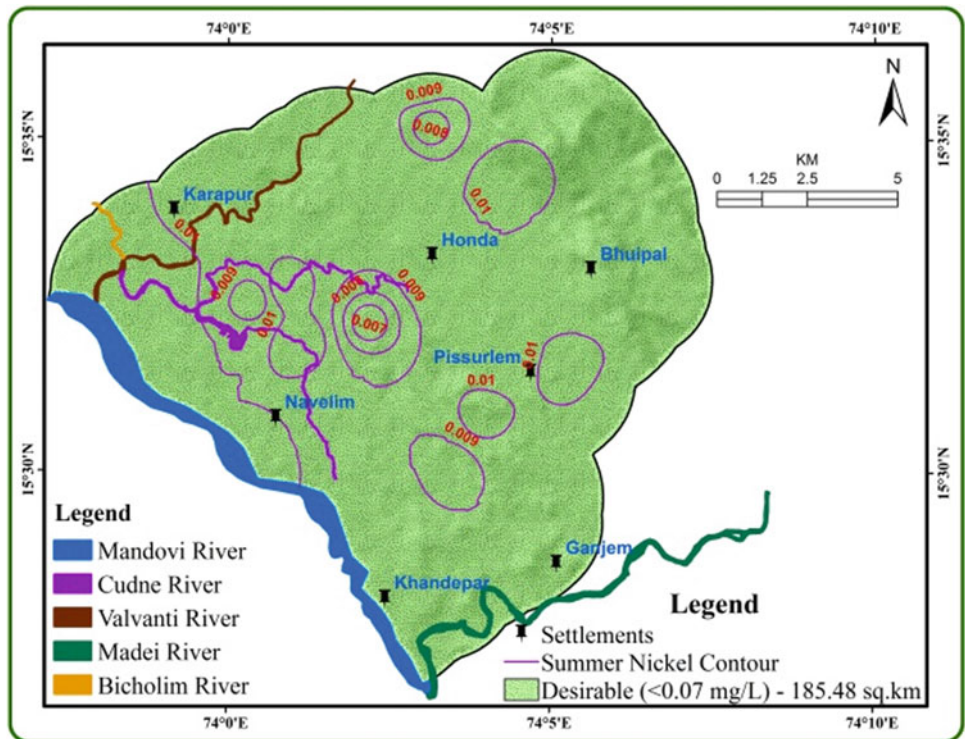 74°0'E 74°5'E 74°10'E
N
0.009
0.008
15°35'N
15°35'N
KM
0 1.25 2.5 5
Karapur
0.01
0.01
Honda
Bhuipal
0.009
0.009
0.01
0.007
Pissurlem
0.01
0.01
Navelim
0.009
15°30'N
15°30'N
Legend
Mandovi River
Cudne River
Valvanti River
Madei River
Bicholim River
Ganjem
Khandepar
Legend
Settlements
Summer Nickel Contour
Desirable (<0.07 mg/L) - 185.48 sq.km
74°0'E 74°5'E 74°10'E